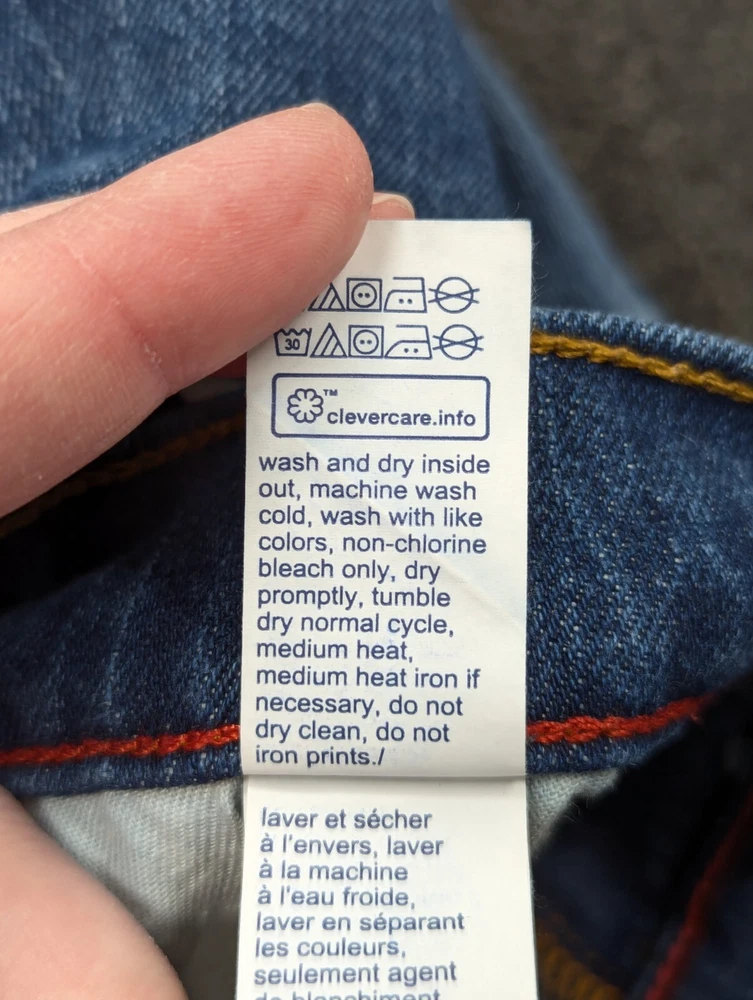 30
™
clevercare.info
wash and dry inside
out, machine wash
cold, wash with like
colors, non-chlorine
bleach only, dry
promptly, tumble
dry normal cycle,
medium heat,
medium heat iron if
necessary, do not
dry clean, do not
iron prints./
laver et sécher
à l'envers, laver
à la machine
à l'eau froide,
laver en séparant
les couleurs,
seulement agent
de blanchiment